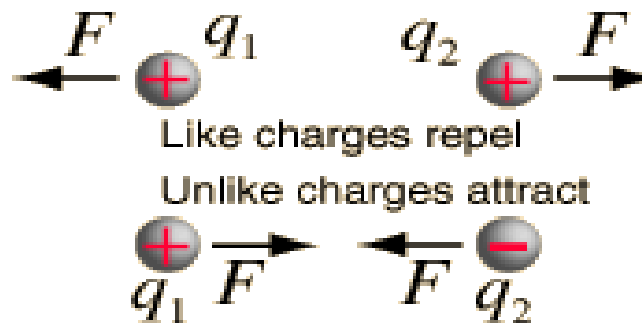 F q₁ q₂ F
+ +
Like charges repel
Unlike charges attract
+ −
q₁ F F q₂